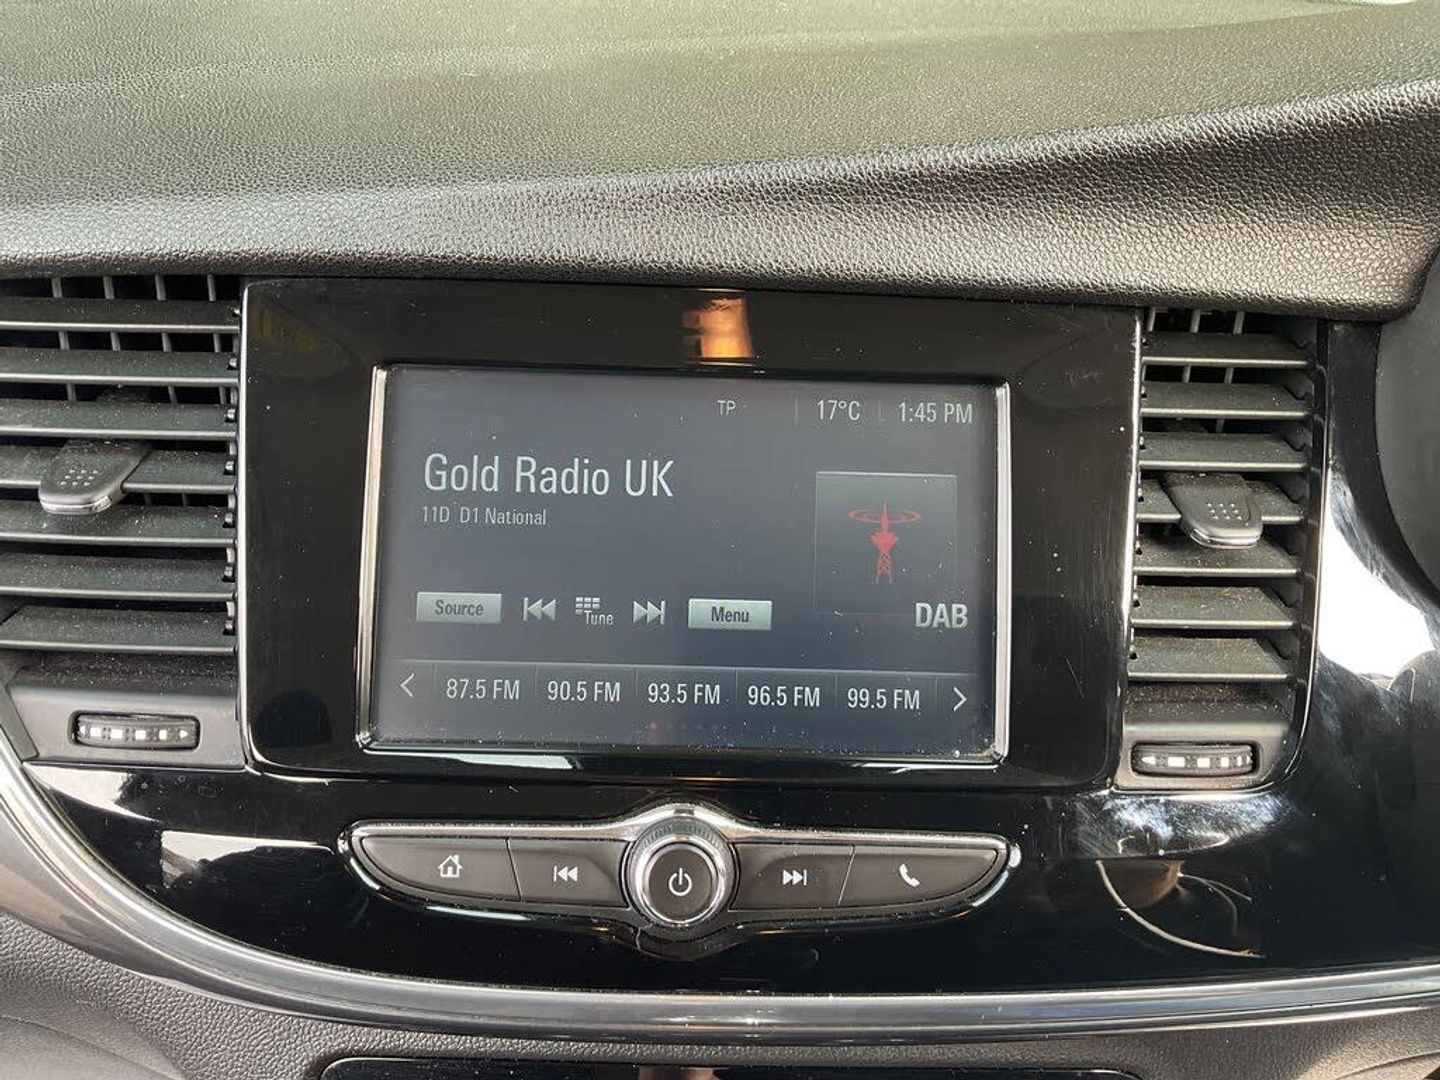 TP 17°C 1:45 PM
Gold Radio UK
11D D1 National
Source Tune Menu
DAB
87.5 FM 90.5 FM 93.5 FM 96.5 FM 99.5 FM